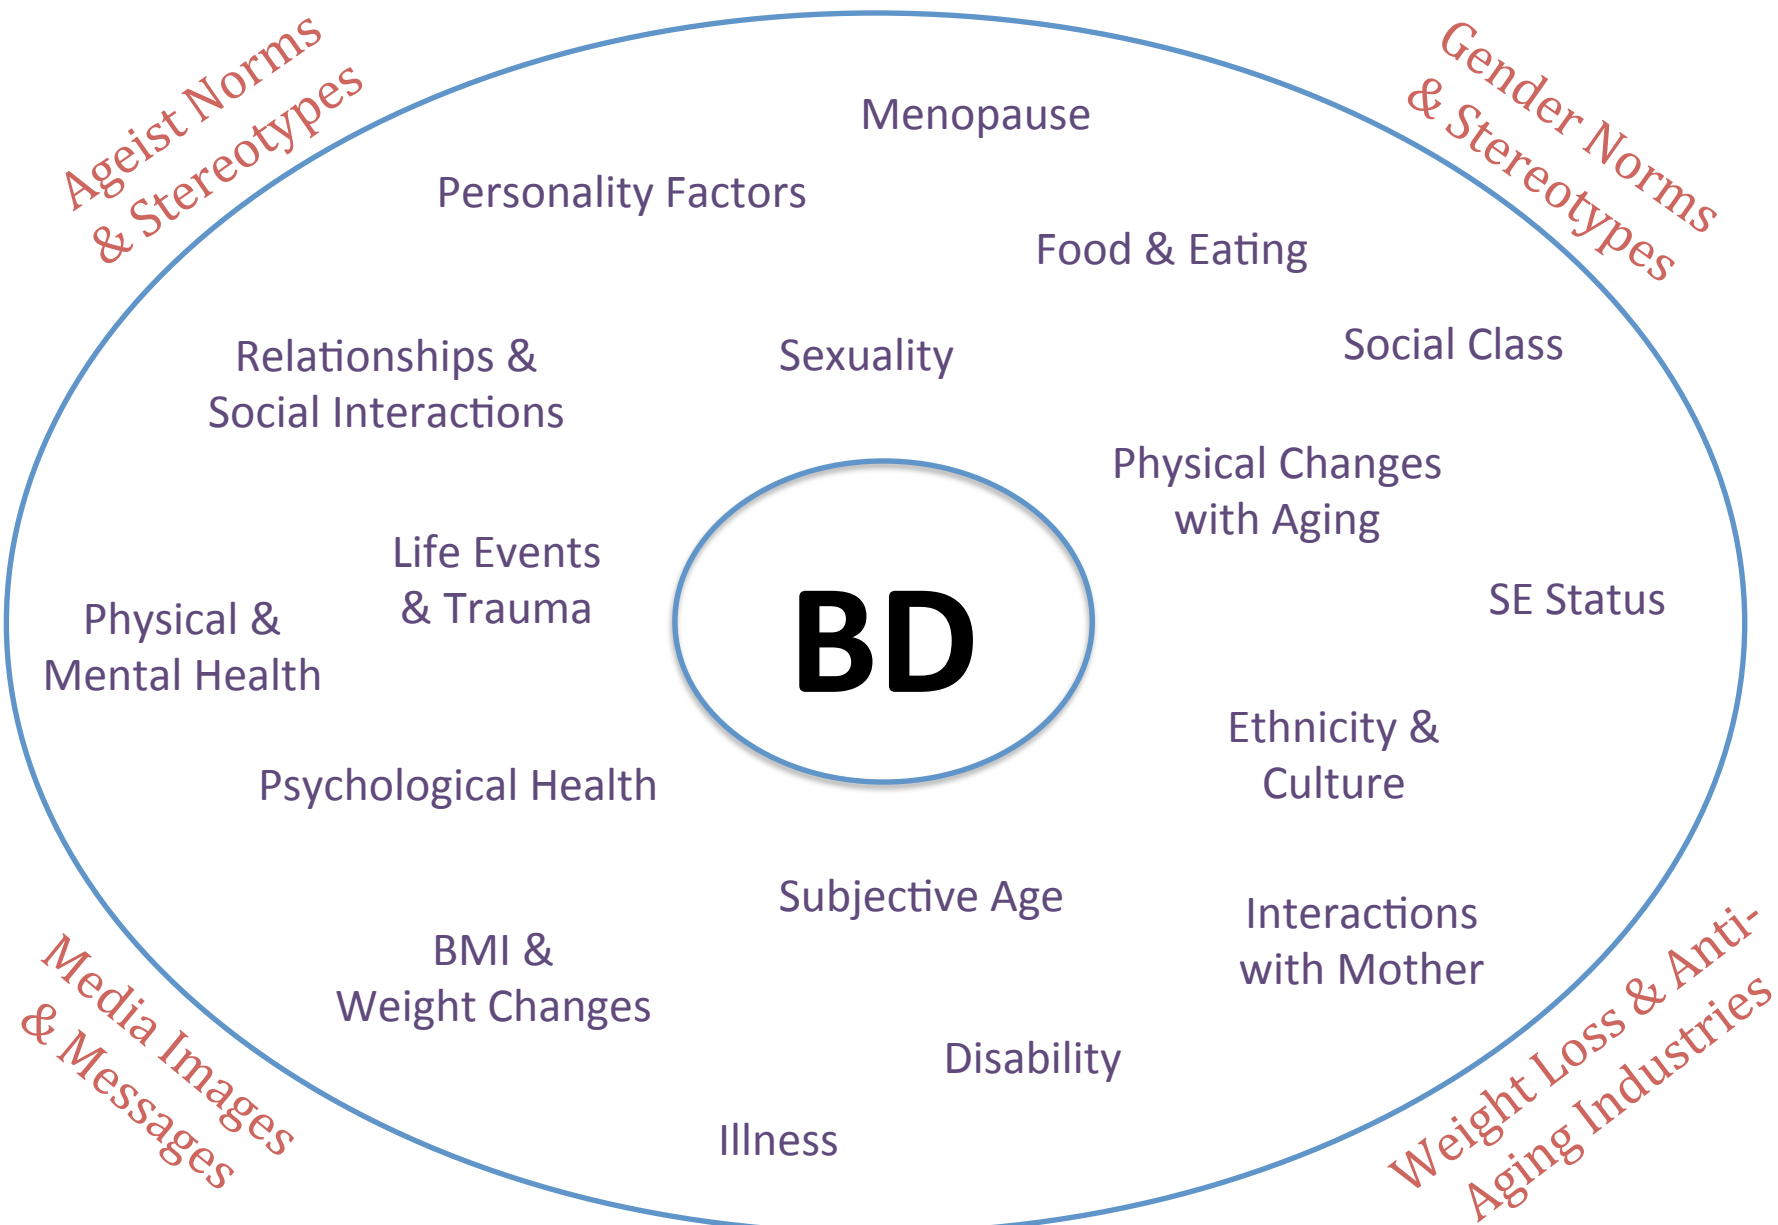 Ageist Norms
& Stereotypes
Gender Norms
& Stereotypes
Menopause
Personality Factors
Food & Eating
Relationships &
Social Interactions
Sexuality
Social Class
Physical Changes
with Aging
Life Events
& Trauma
Physical &
Mental Health
BD
SE Status
Ethnicity &
Culture
Psychological Health
Subjective Age
Interactions
with Mother
BMI &
Weight Changes
Disability
Illness
Media Images
& Messages
Weight Loss & Anti-
Aging Industries